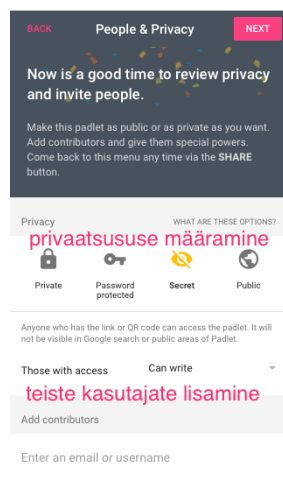 BACK People & Privacy NEXT
Now is a good time to review privacy
and invite people.
Make this padlet as public or as private as you want.
Add contributors and give them special powers.
Come back to this menu any time via the SHARE
button.
Privacy WHAT ARE THESE OPTIONS?
privaatsususe määramine
Private Password protected Secret Public
Anyone who has the link or QR code can access the padlet. It will
not be visible in Google search or public areas of Padlet.
Those with access Can write
teiste kasutajate lisamine
Add contributors
Enter an email or username